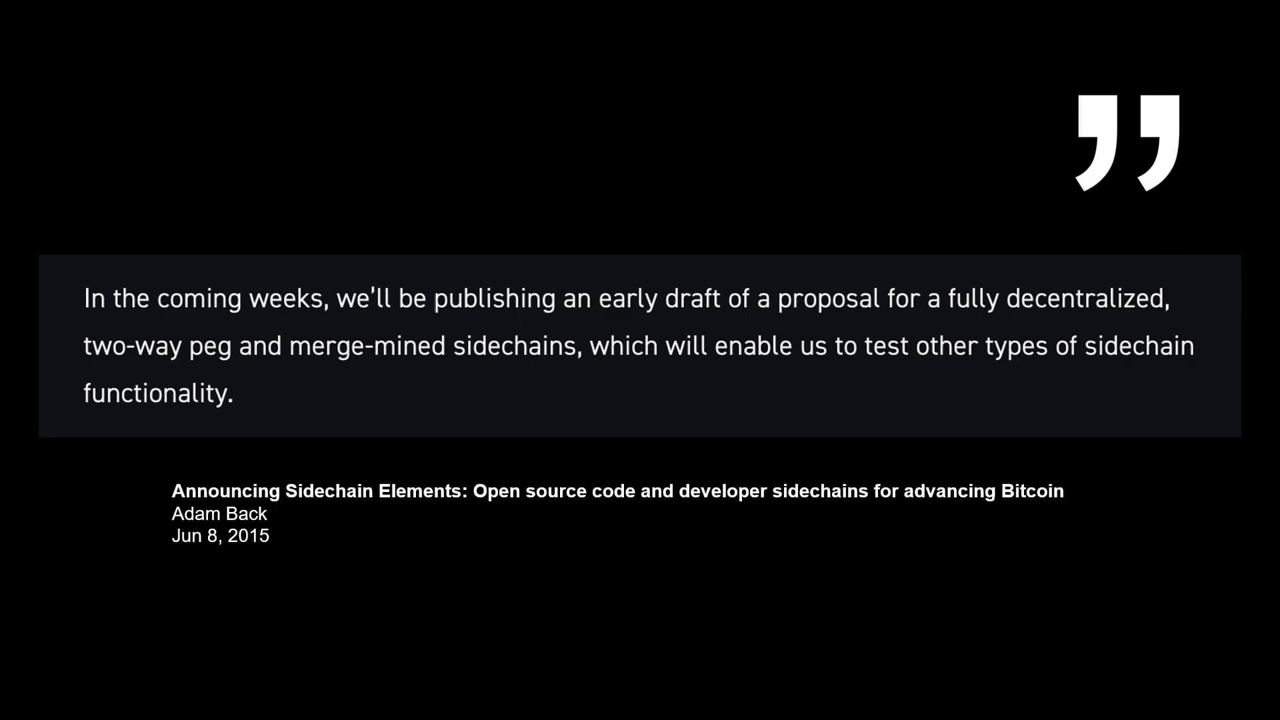 ”
In the coming weeks, we’ll be publishing an early draft of a proposal for a fully decentralized,
two-way peg and merge-mined sidechains, which will enable us to test other types of sidechain
functionality.
Announcing Sidechain Elements: Open source code and developer sidechains for advancing Bitcoin
Adam Back
Jun 8, 2015